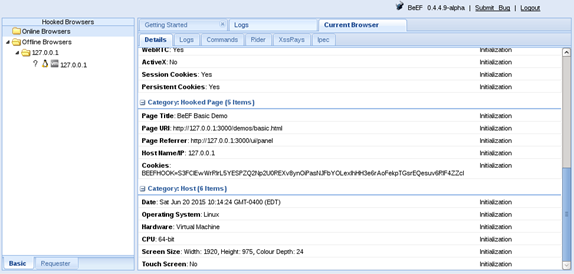 BeEF 0.4.4.9-alpha | Submit Bug | Logout
Hooked Browsers
Online Browsers
Offline Browsers
127.0.0.1
? 127.0.0.1
Basic
Requester
Getting Started
Logs
Current Browser
Details
Logs
Commands
Rider
XssRays
Ipec
WebRTC: Yes Initialization
ActiveX: No Initialization
Session Cookies: Yes Initialization
Persistent Cookies: Yes Initialization
Category: Hooked Page (5 Items)
Page Title: BeEF Basic Demo Initialization
Page URI: http://127.0.0.1:3000/demos/basic.html Initialization
Page Referrer: http://127.0.0.1:3000/ui/panel Initialization
Host Name/IP: 127.0.0.1 Initialization
Cookies: Initialization
Category: Host (6 Items)
Date: Sat Jun 20 2015 10:14:24 GMT-0400 (EDT) Initialization
Operating System: Linux Initialization
Hardware: Virtual Machine Initialization
CPU: 64-bit Initialization
Screen Size: Width: 1920, Height: 975, Colour Depth: 24 Initialization
Touch Screen: No Initialization